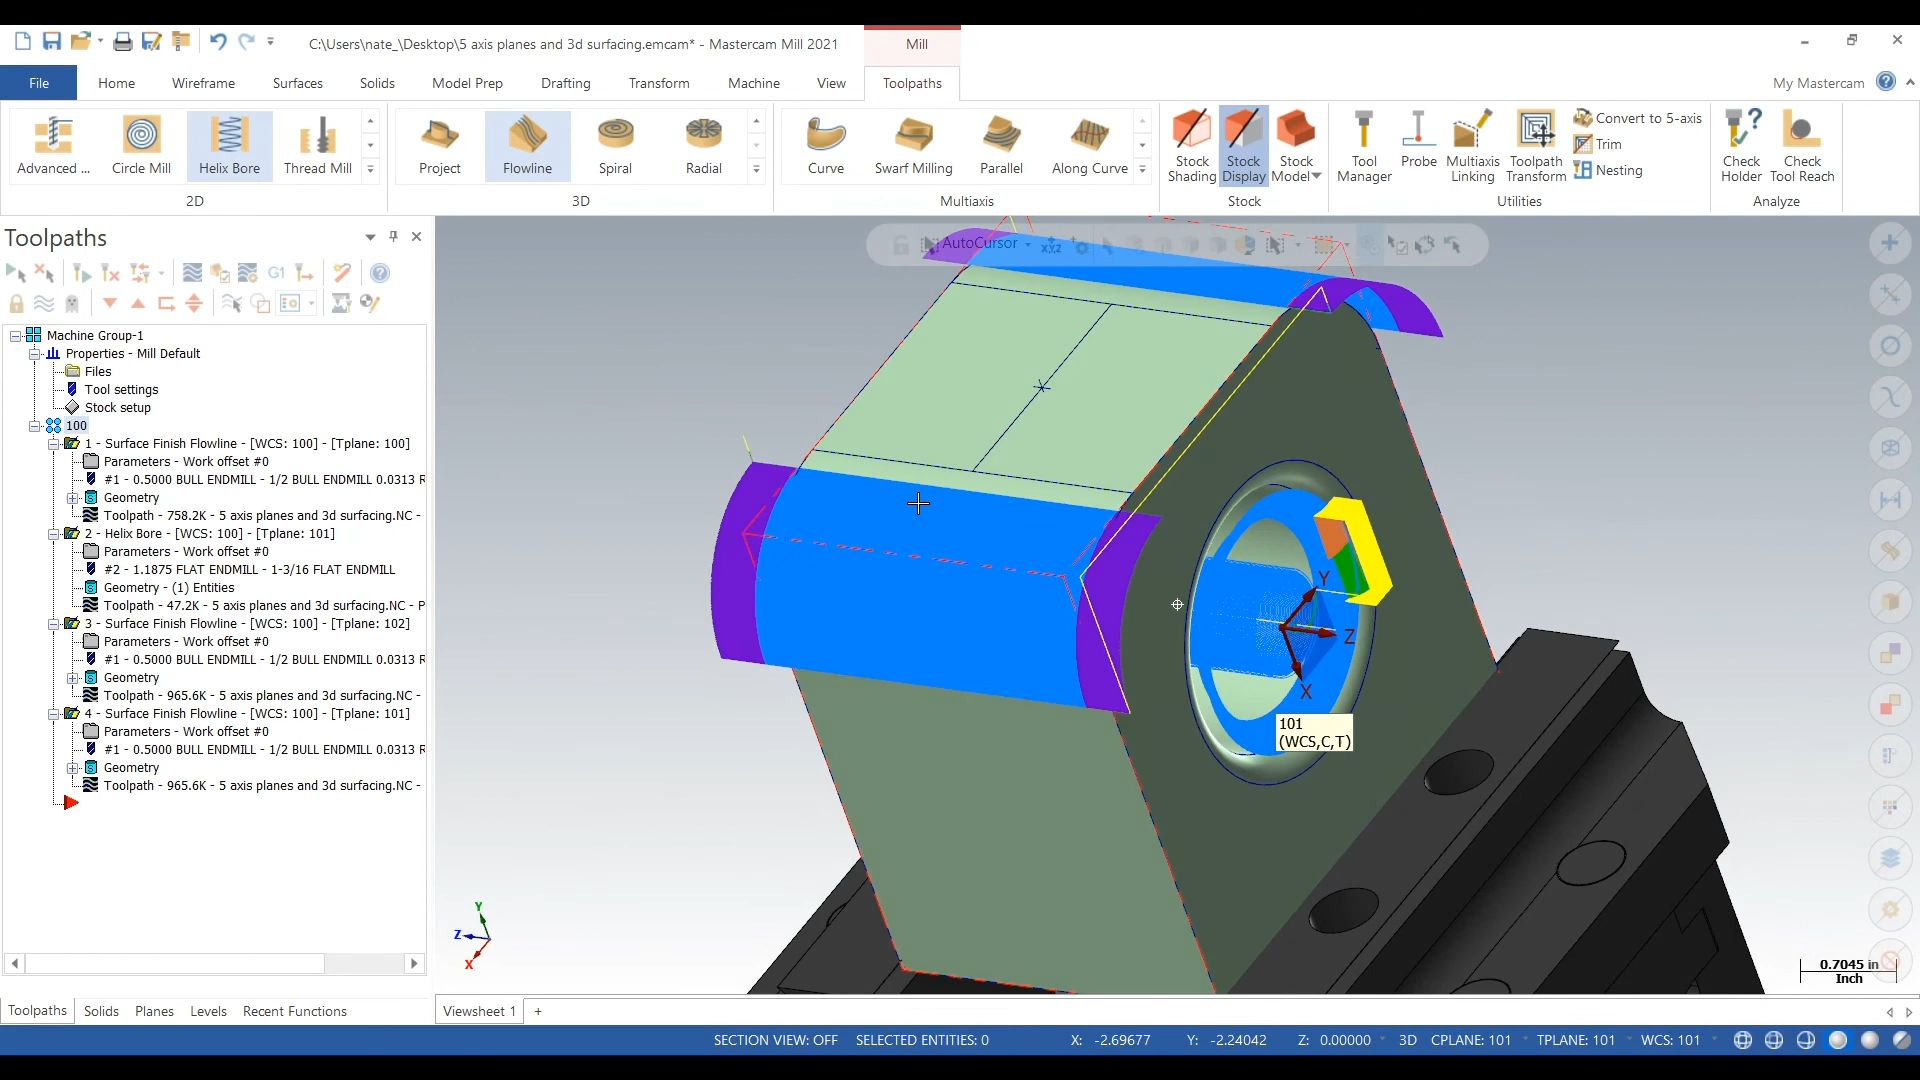 C:\Users\nate_\Desktop\5 axis planes and 3d surfacing.emcam* - Mastercam Mill 2021
Mill
File
Home
Wireframe
Surfaces
Solids
Model Prep
Drafting
Transform
Machine
View
Toolpaths
My Mastercam
Advanced ...
Circle Mill
Helix Bore
Thread Mill
Project
Flowline
Spiral
Radial
Curve
Swarf Milling
Parallel
Along Curve
Stock Shading
Stock Display
Stock Model
Tool Manager
Probe
Multiaxis Linking
Toolpath Transform
Convert to 5-axis
Trim
Nesting
Check Holder
Check Tool Reach
2D
3D
Multiaxis
Stock
Utilities
Analyze
Toolpaths
AutoCursor
XYZ
G1
Machine Group-1
Properties - Mill Default
Files
Tool settings
Stock setup
100
1 - Surface Finish Flowline - [WCS: 100] - [Tplane: 100]
Parameters - Work offset #0
#1 - 0.5000 BULL ENDMILL - 1/2 BULL ENDMILL 0.0313 R
Geometry
Toolpath - 758.2K - 5 axis planes and 3d surfacing.NC -
2 - Helix Bore - [WCS: 100] - [Tplane: 101]
Parameters - Work offset #0
#2 - 1.1875 FLAT ENDMILL - 1-3/16 FLAT ENDMILL
Geometry - (1) Entities
Toolpath - 47.2K - 5 axis planes and 3d surfacing.NC - P
3 - Surface Finish Flowline - [WCS: 100] - [Tplane: 102]
Parameters - Work offset #0
#1 - 0.5000 BULL ENDMILL - 1/2 BULL ENDMILL 0.0313 R
Geometry
Toolpath - 965.6K - 5 axis planes and 3d surfacing.NC -
4 - Surface Finish Flowline - [WCS: 100] - [Tplane: 101]
Parameters - Work offset #0
#1 - 0.5000 BULL ENDMILL - 1/2 BULL ENDMILL 0.0313 R
Geometry
Toolpath - 965.6K - 5 axis planes and 3d surfacing.NC -
Y
Z
X
101
(WCS,C,T)
Y
Z
X
0.7045 in
Inch
Toolpaths
Solids
Planes
Levels
Recent Functions
Viewsheet 1
+
SECTION VIEW: OFF
SELECTED ENTITIES: 0
X: -2.69677
Y: -2.24042
Z: 0.00000
3D
CPLANE: 101
TPLANE: 101
WCS: 101